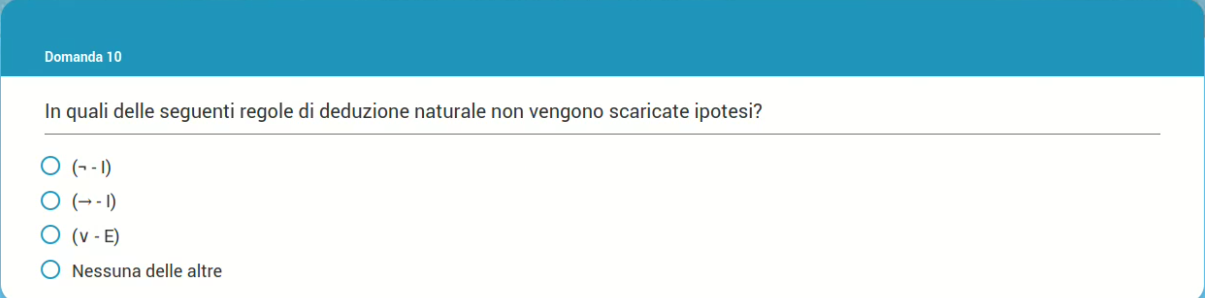 Domanda 10
In quali delle seguenti regole di deduzione naturale non vengono scaricate ipotesi?
(¬ - I)
(→ - I)
(∨ - E)
Nessuna delle altre